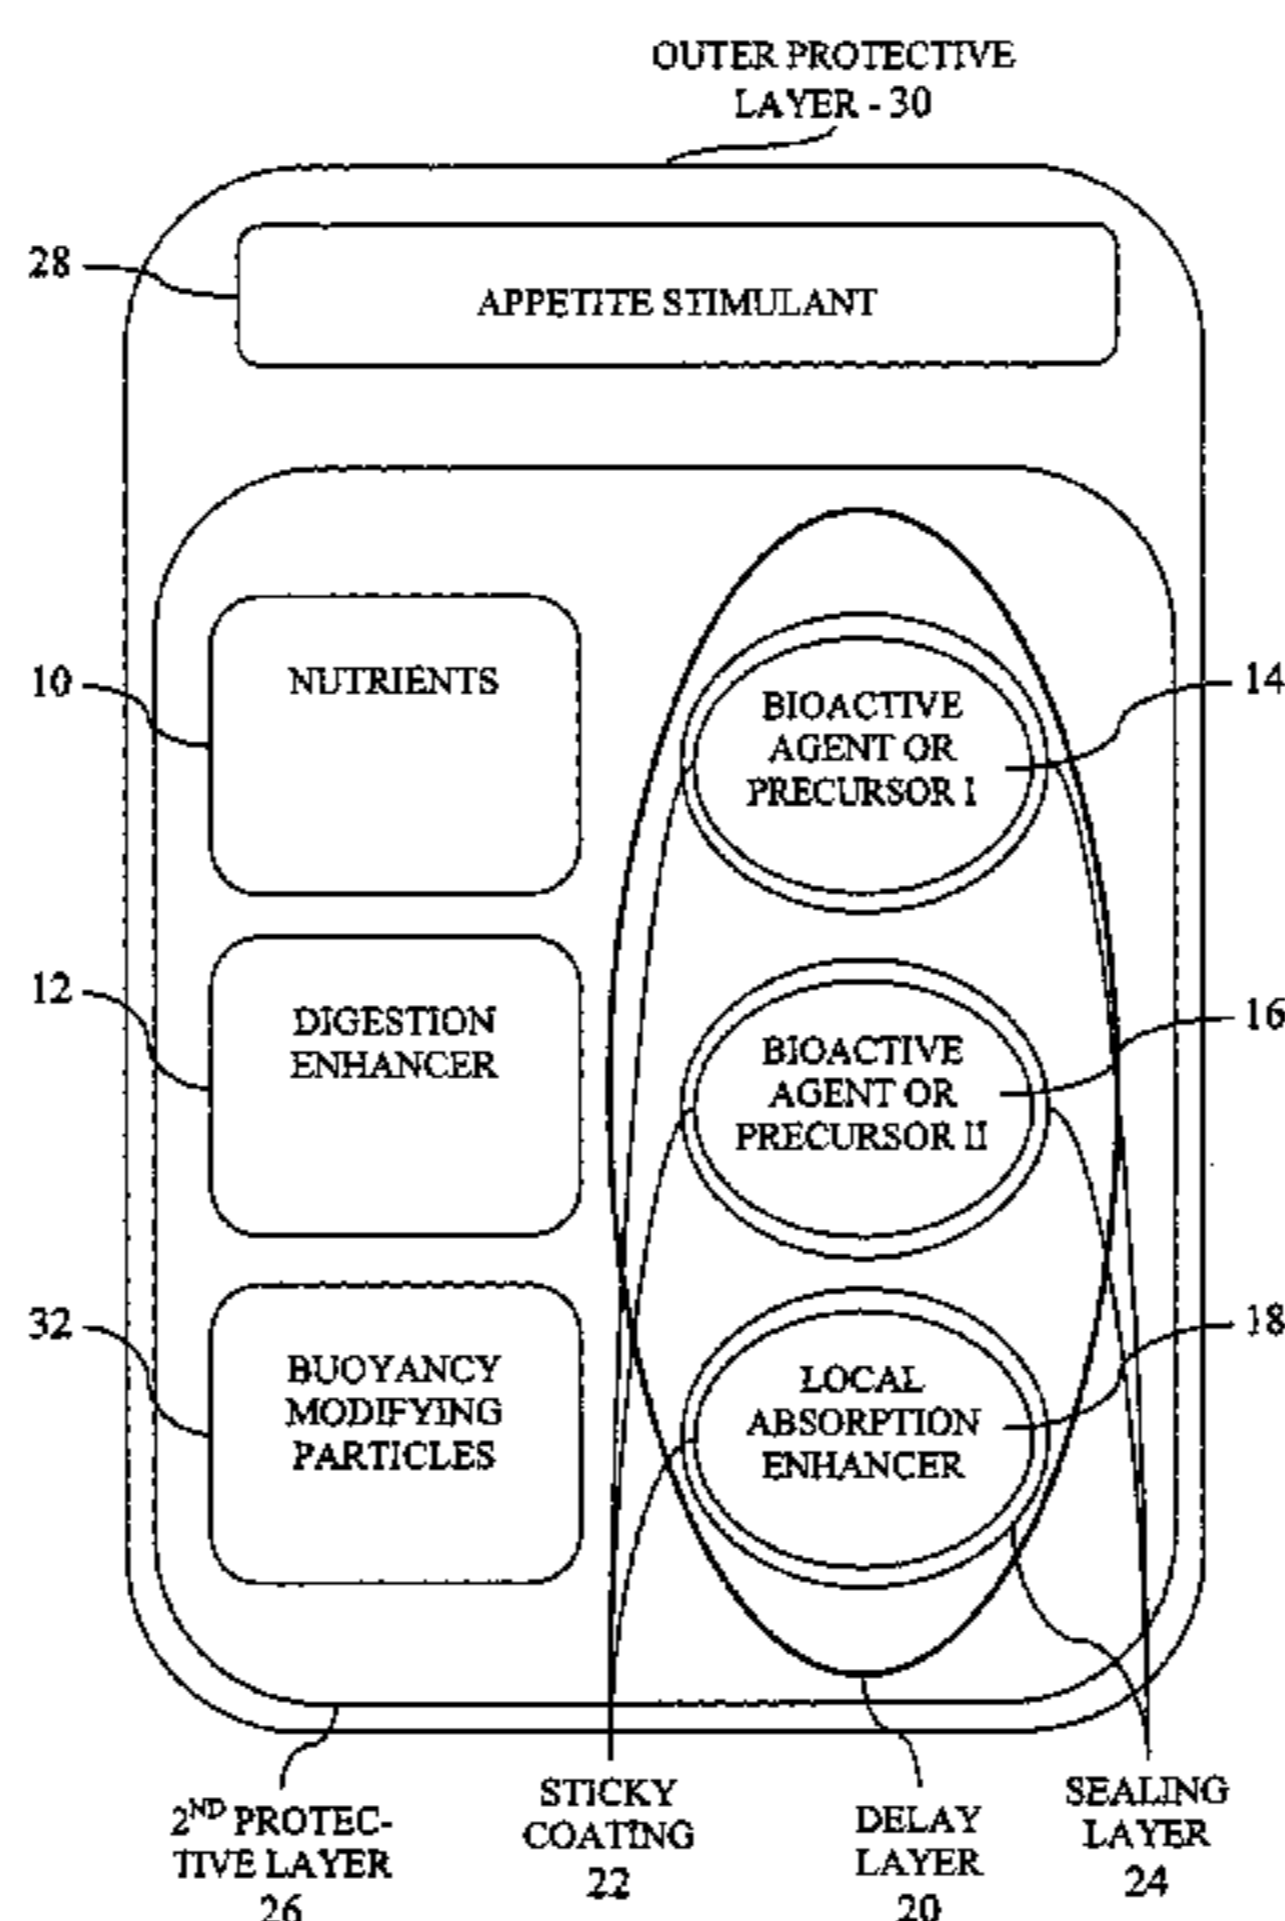 OUTER PROTECTIVE
LAYER - 30
28
APPETITE STIMULANT
10
NUTRIENTS
BIOACTIVE
AGENT OR
PRECURSOR I
14
12
DIGESTION
ENHANCER
BIOACTIVE
AGENT OR
PRECURSOR II
16
32
BUOYANCY
MODIFYING
PARTICLES
LOCAL
ABSORPTION
ENHANCER
18
2ND PROTEC-
TIVE LAYER
26
STICKY
COATING
22
DELAY
LAYER
20
SEALING
LAYER
24